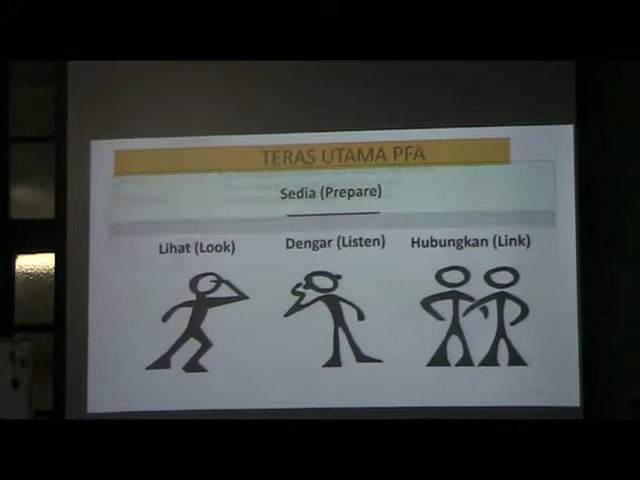 TERAS UTAMA PFA
Sedia (Prepare)
Lihat (Look)
Dengar (Listen)
Hubungkan (Link)